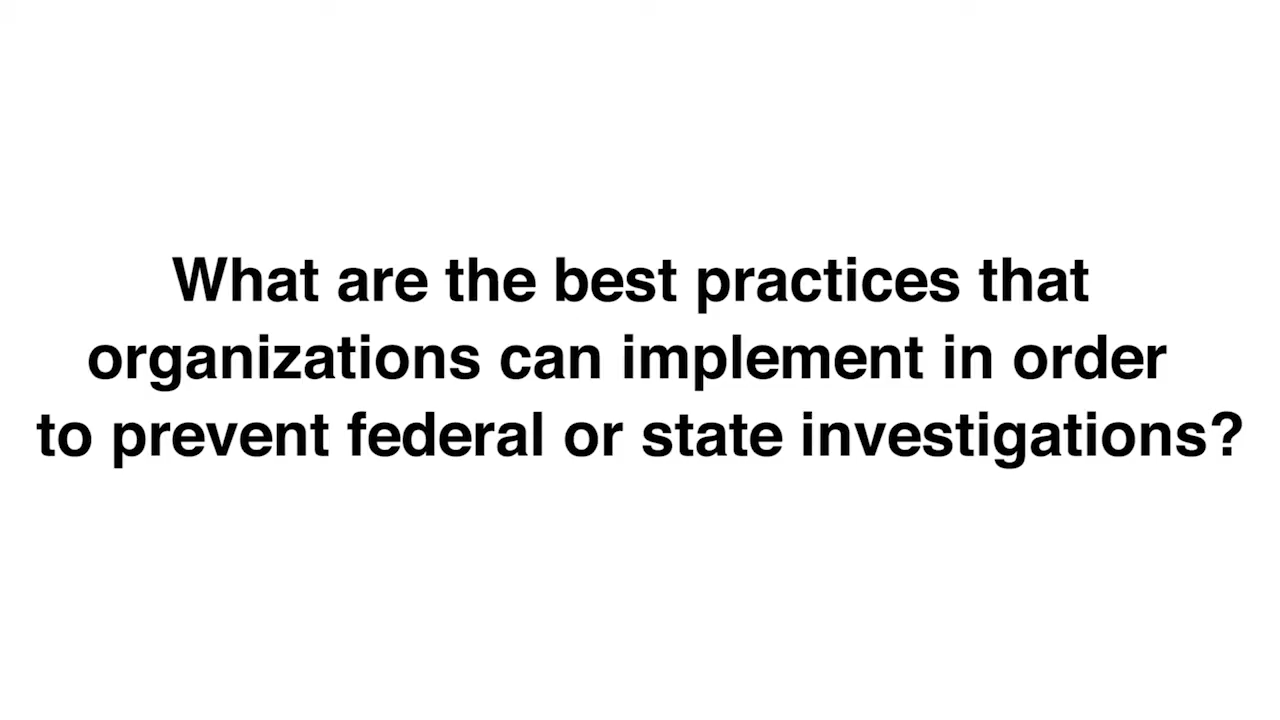 What are the best practices that
organizations can implement in order
to prevent federal or state investigations?